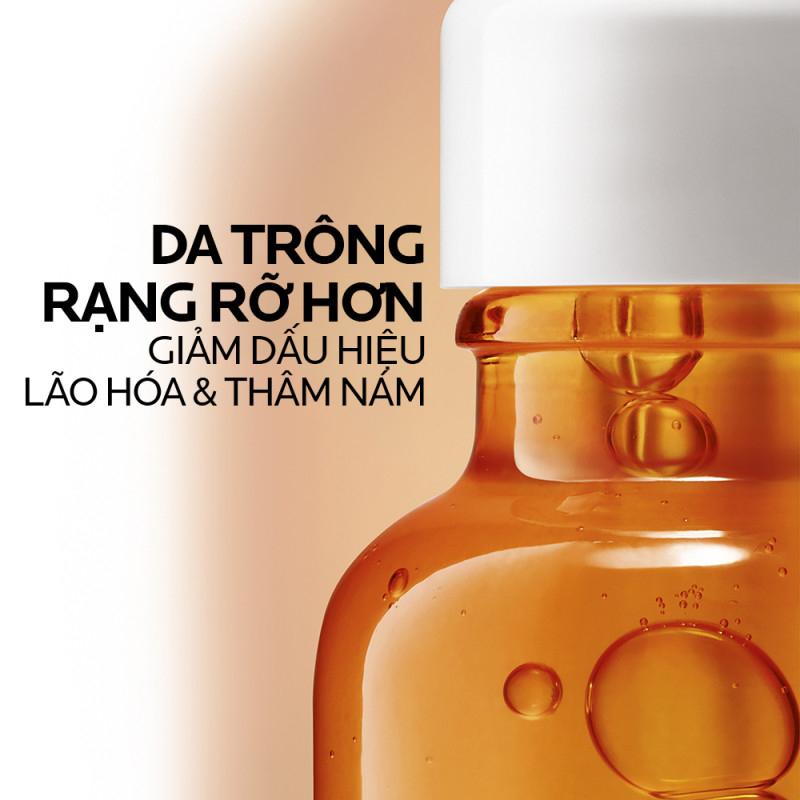 DA TRÔNG
RẠNG RỠ HƠN
GIẢM DẤU HIỆU
LÃO HÓA & THÂM NÁM